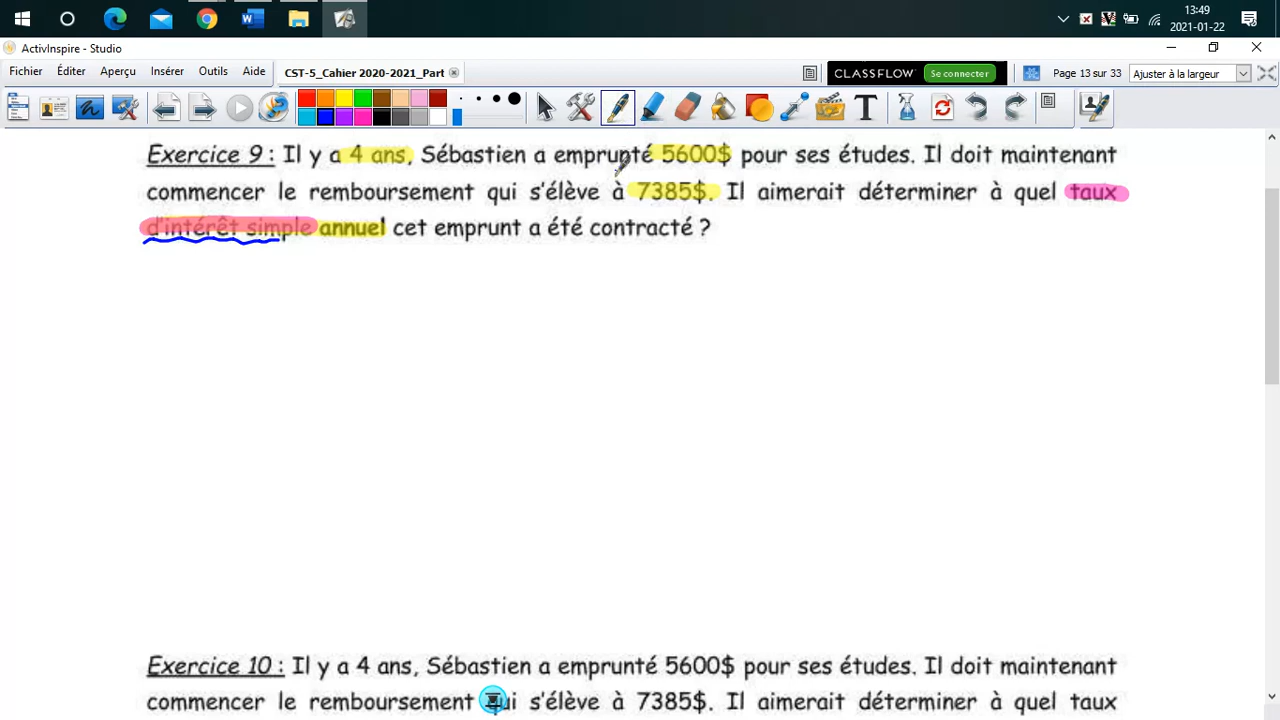 13:49
2021-01-22
ActivInspire - Studio
Fichier Éditer Aperçu Insérer Outils Aide CST-5_Cahier 2020-2021_Part CLASSFLOW Se connecter Page 13 sur 33 Ajuster à la largeur
Exercice 9 : Il y a 4 ans, Sébastien a emprunté 5600$ pour ses études. Il doit maintenant
commencer le remboursement qui s'élève à 7385$. Il aimerait déterminer à quel taux
d'intérêt simple annuel cet emprunt a été contracté ?
Exercice 10 : Il y a 4 ans, Sébastien a emprunté 5600$ pour ses études. Il doit maintenant
commencer le remboursement qui s'élève à 7385$. Il aimerait déterminer à quel taux